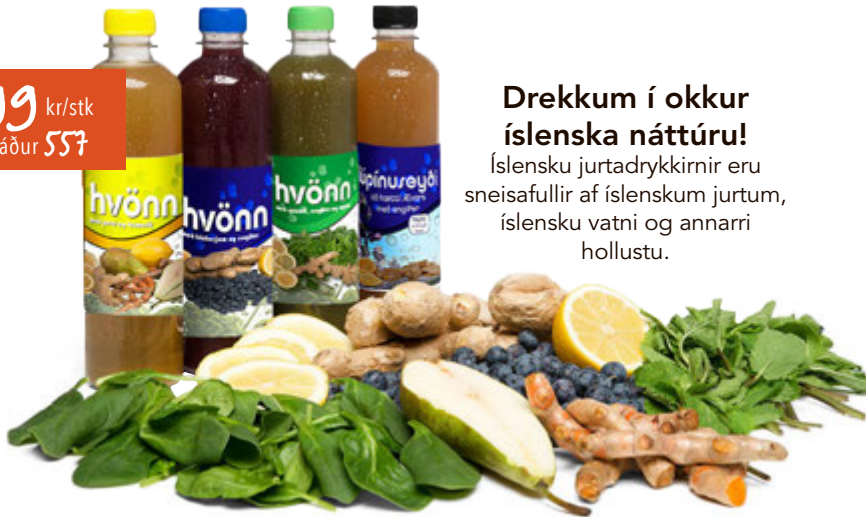 99 kr/stk
áður 557
Drekkum í okkur
íslenska náttúru!
Íslensku jurtadrykkirnir eru
sneisafullir af íslenskum jurtum,
íslensku vatni og annarri
hollustu.
hvönn
hvönn
hvönn
lúpínuseyði